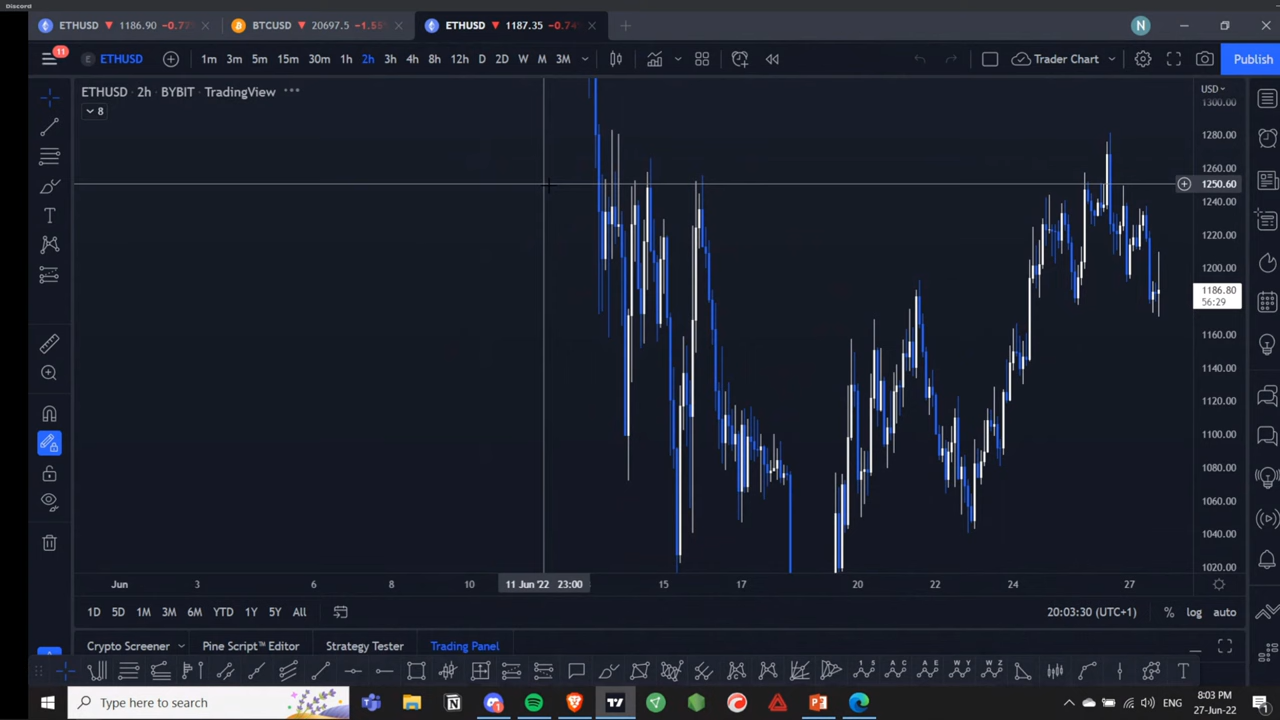 Discord
ETHUSD 1186.90 -0.77
BTCUSD 20697.5 -1.55
ETHUSD 1187.35 -0.74
N
11
ETHUSD
1m 3m 5m 15m 30m 1h 2h 3h 4h 8h 12h D 2D W M 3M
Trader Chart
Publish
ETHUSD · 2h · BYBIT · TradingView
8
USD
1300.00
1280.00
1260.00
1250.60
1240.00
1220.00
1200.00
1186.80
56:29
1160.00
1140.00
1120.00
1100.00
1080.00
1060.00
1040.00
1020.00
Jun 3 6 8 10 11 Jun '22 23:00 15 17 20 22 24 27
1D 5D 1M 3M 6M YTD 1Y 5Y All
20:03:30 (UTC+1) % log auto
Crypto Screener Pine Script™ Editor Strategy Tester Trading Panel
Type here to search
ENG
8:03 PM
27-Jun-22
1